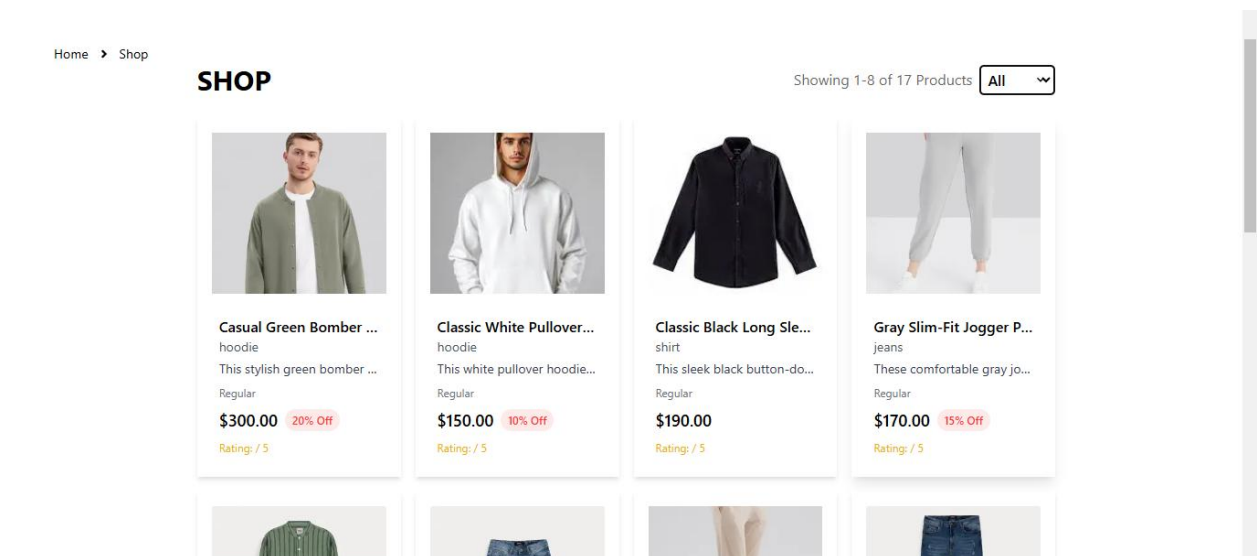 Home > Shop
SHOP
Showing 1-8 of 17 Products All
Casual Green Bomber ...
hoodie
This stylish green bomber ...
Regular
$300.00 20% Off
Rating: / 5
Classic White Pullover...
hoodie
This white pullover hoodie...
Regular
$150.00 10% Off
Rating: / 5
Classic Black Long Sle...
shirt
This sleek black button-do...
Regular
$190.00
Rating: / 5
Gray Slim-Fit Jogger P...
jeans
These comfortable gray jo...
Regular
$170.00 15% Off
Rating: / 5